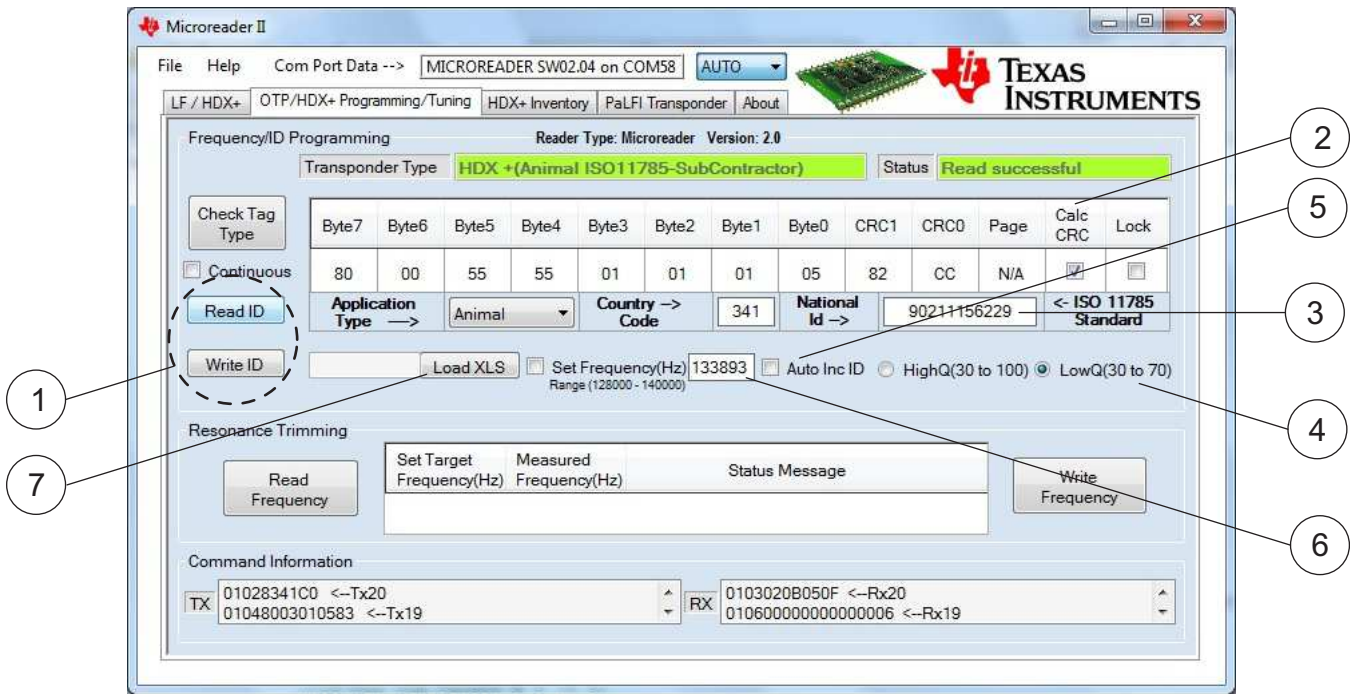 Microreader II
File Help Com Port Data --> MICROREADER SW02.04 on COM58 AUTO
TEXAS
INSTRUMENTS
LF / HDX+ OTP/HDX+ Programming/Tuning HDX+ Inventory PaLFI Transponder About
Frequency/ID Programming Reader Type: Microreader Version: 2.0
Transponder Type HDX +(Animal ISO11785-SubContractor) Status Read successful
2
5
Check Tag
Type
Byte7 Byte6 Byte5 Byte4 Byte3 Byte2 Byte1 Byte0 CRC1 CRC0 Page Calc
CRC Lock
Continuous 80 00 55 55 01 01 01 05 82 CC N/A
Read ID Application
Type --->
Animal Country -->
Code
341 National
Id -->
90211156229 <- ISO 11785
Standard
3
Write ID Load XLS Set Frequency(Hz) 133893 Auto Inc ID HighQ(30 to 100) LowQ(30 to 70)
Range (128000 - 140000)
1
4
Resonance Trimming
7
Read
Frequency
Set Target
Frequency(Hz)
Measured
Frequency(Hz)
Status Message
Write
Frequency
6
Command Information
TX 01028341C0 <--Tx20
01048003010583 <--Tx19
RX 0103020B050F <--Rx20
010600000000000006 <--Rx19